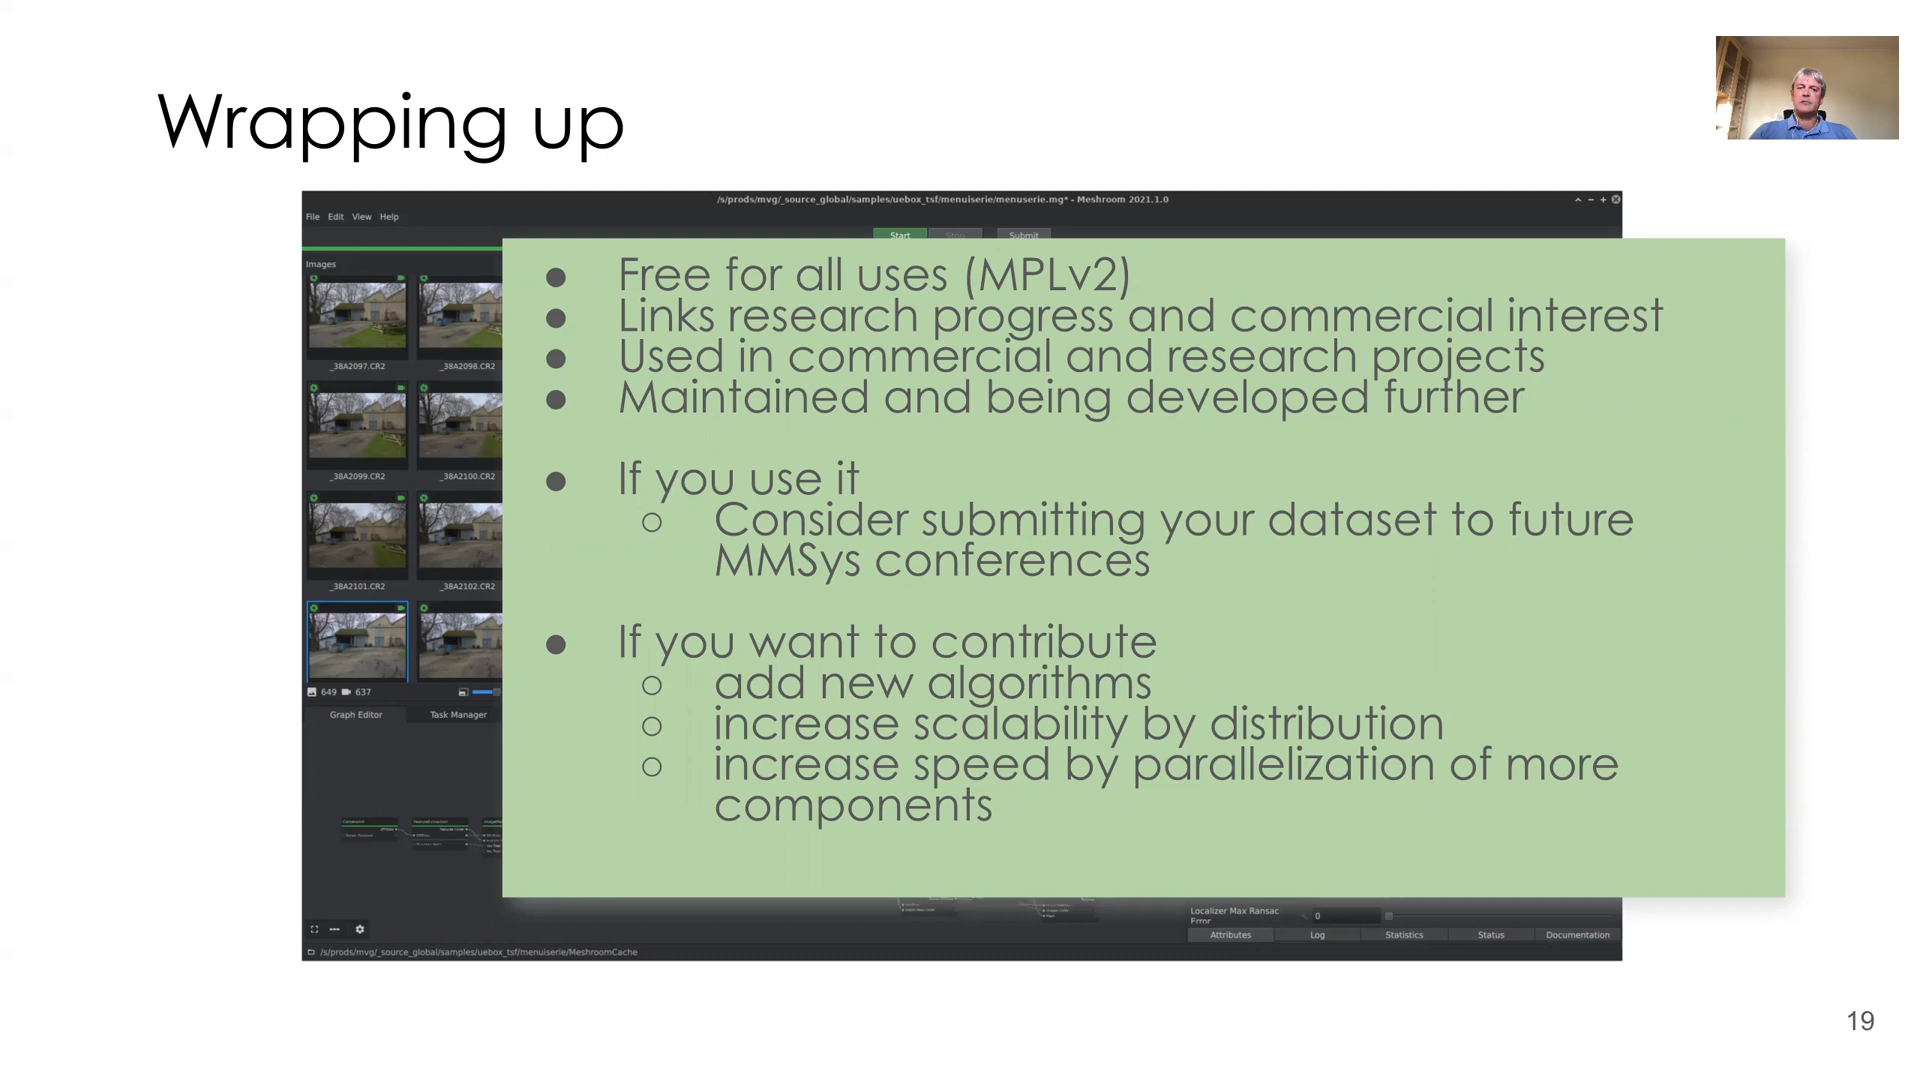 Wrapping up
/s/prods/mvg/_source_global/samples/uebox_tsf/menuiserie/menuserie.mg* - Meshroom 2021.1.0
File Edit View Help
Start Stop Submit
Images
● Free for all uses (MPLv2)
● Links research progress and commercial interest
● Used in commercial and research projects
● Maintained and being developed further
● If you use it
○ Consider submitting your dataset to future
MMSys conferences
● If you want to contribute
○ add new algorithms
○ increase scalability by distribution
○ increase speed by parallelization of more
components
_38A2097.CR2 _38A2098.CR2
_38A2099.CR2 _38A2100.CR2
_38A2101.CR2 _38A2102.CR2
649 637
Graph Editor Task Manager
Localizer Max Ransac
Error
0
Attributes Log Statistics Status Documentation
/s/prods/mvg/_source_global/samples/uebox_tsf/menuiserie/MeshroomCache
19